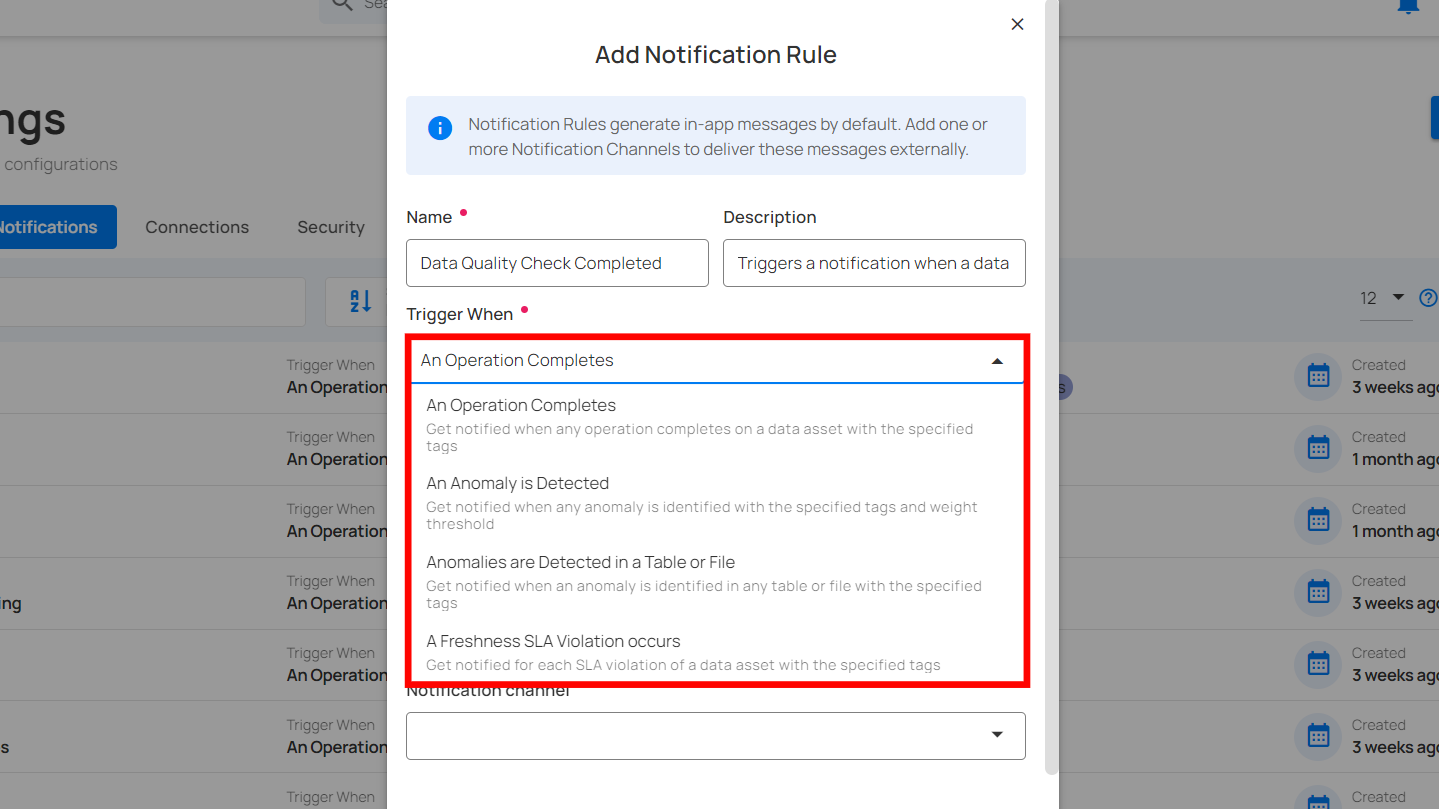 Add Notification Rule
Notification Rules generate in-app messages by default. Add one or
more Notification Channels to deliver these messages externally.
ngs
configurations
Notifications
Connections
Security
Name
Description
Data Quality Check Completed
Triggers a notification when a data
Trigger When
12
An Operation Completes
An Operation Completes
Get notified when any operation completes on a data asset with the specified
tags
An Anomaly is Detected
Get notified when any anomaly is identified with the specified tags and weight
threshold
Anomalies are Detected in a Table or File
Get notified when an anomaly is identified in any table or file with the specified
tags
A Freshness SLA Violation occurs
Get notified for each SLA violation of a data asset with the specified tags
Notification channel
Trigger When
An Operation
Created
3 weeks ago
Trigger When
An Operation
Created
1 month ago
Trigger When
An Operation
Created
1 month ago
ing
Trigger When
An Operation
Created
3 weeks ago
Trigger When
An Operation
Created
3 weeks ago
s
Trigger When
An Operation
Created
3 weeks ago
Trigger When
Created